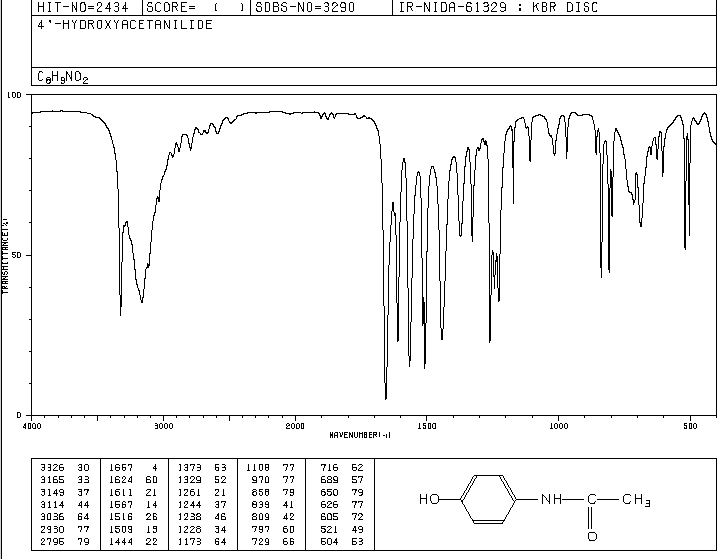 HIT-NO=2434 SCORE= ( ) SDBS-NO=3290 IR-NIDA-61329 : KBR DISC
4'-HYDROXYACETANILIDE
C8H9NO2
100
50
0
TRANSMITTANCE(%)
4000 3000 2000 1500 1000 500
WAVENUMBER(-1)
3326 30 1657 4 1373 53 1108 77 716 62
3165 33 1624 60 1329 52 970 77 689 57
3149 37 1611 21 1261 21 858 79 650 79
3114 44 1567 14 1244 37 839 41 626 77
3036 64 1516 26 1238 46 809 42 605 72
2930 77 1509 13 1228 34 797 60 521 49
2795 79 1444 22 1173 64 729 66 504 53
HO NH C CH3
O